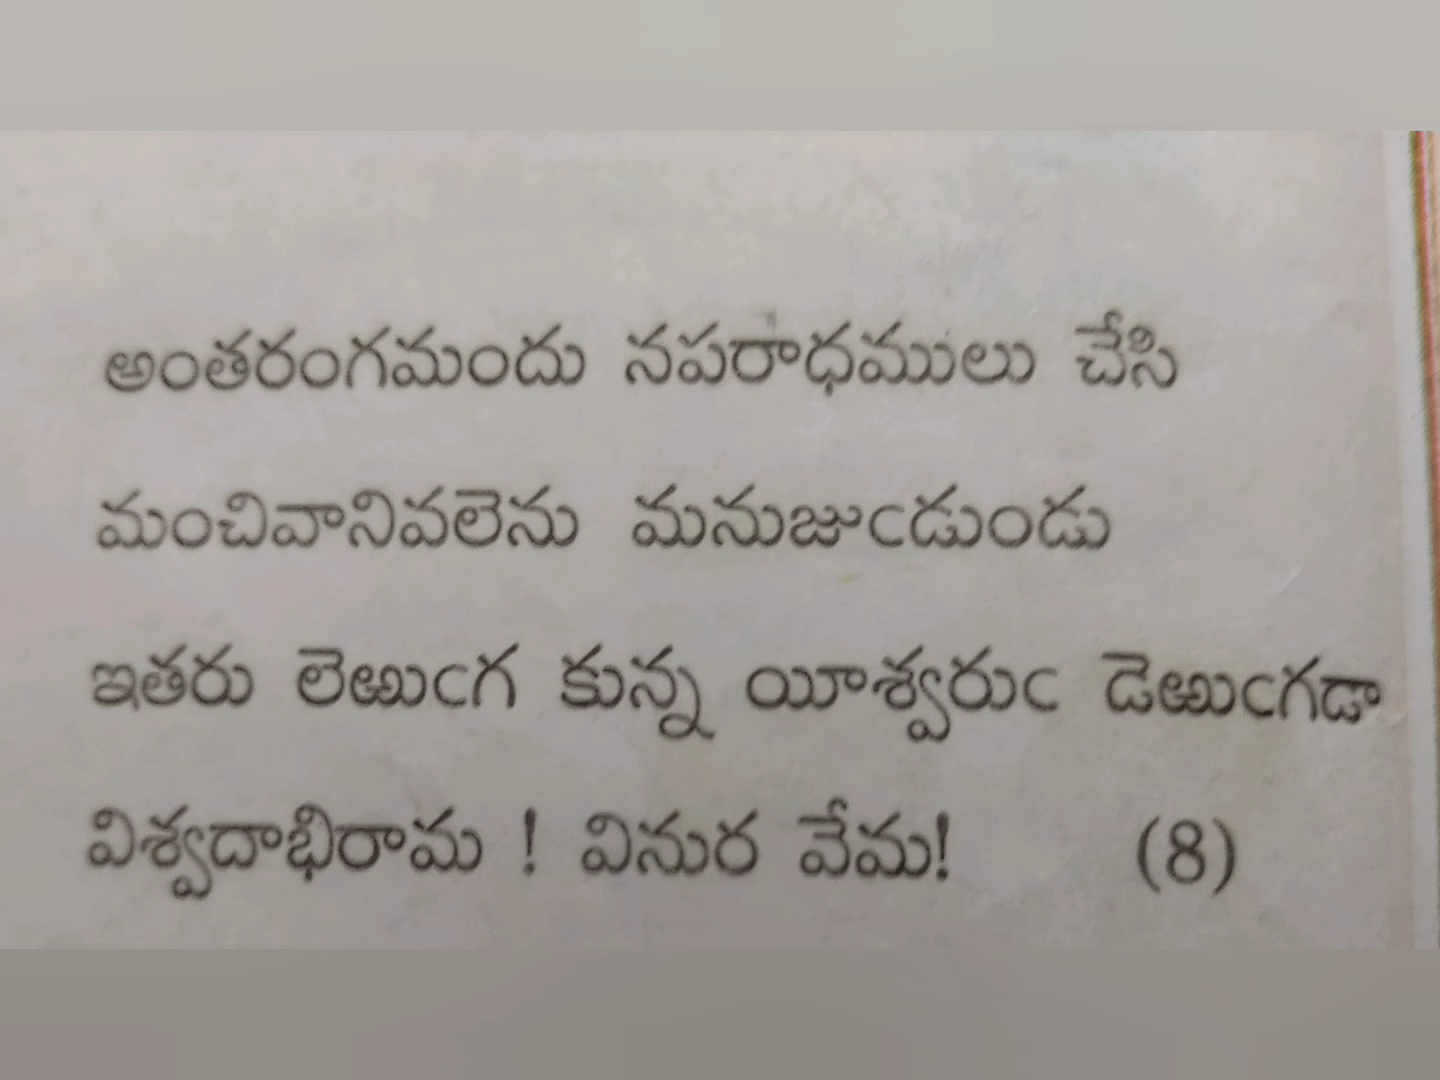 అంతరంగమందు నపరాధములు చేసి
మంచివానివలెను మనుజుఁడుండు
ఇతరు లెఱుఁగ కున్న యీశ్వరుఁ డెఱుఁగడా
విశ్వదాభిరామ ! వినుర వేమ! (8)